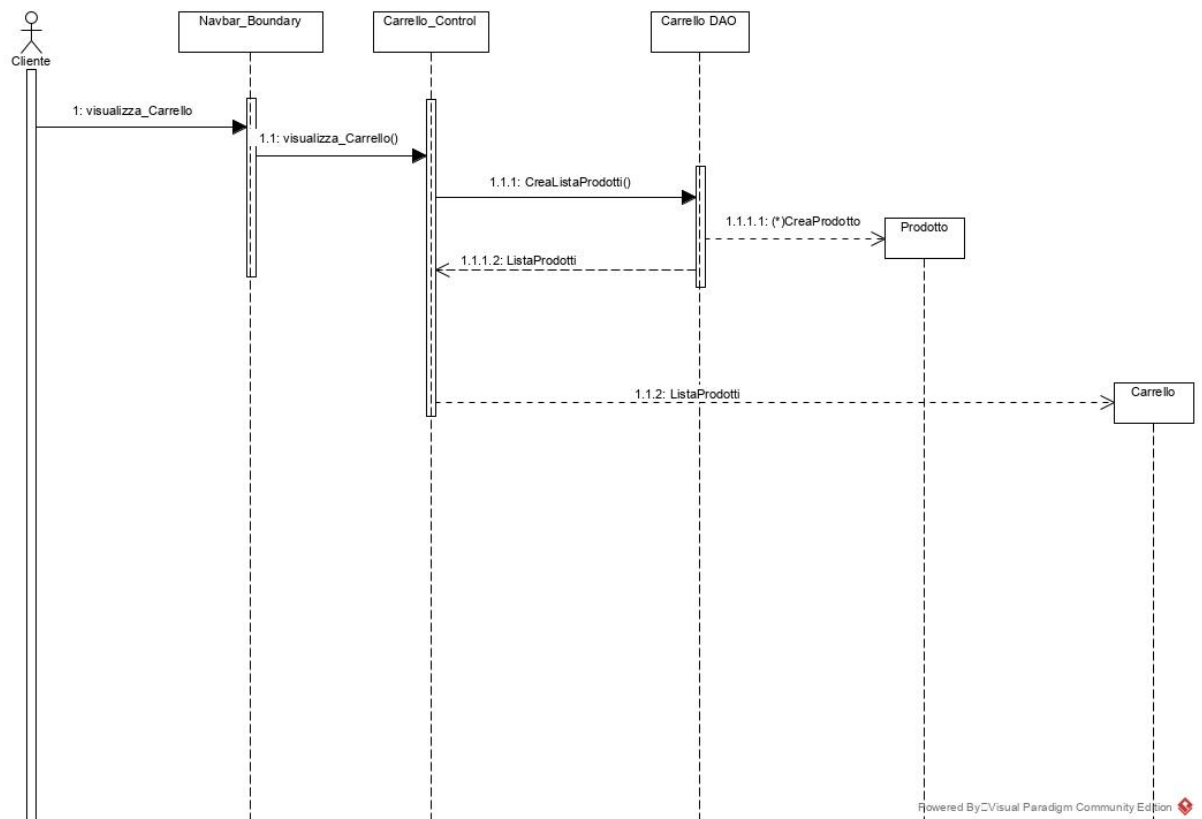 Navbar_Boundary
Carrello_Control
Carrello DAO
Cliente
1: visualizza_Carrello
1.1: visualizza_Carrello()
1.1.1: CreaListaProdotti()
1.1.1.1: (*)CreaProdotto
Prodotto
1.1.1.2: ListaProdotti
1.1.2: ListaProdotti
Carrello
Powered By Visual Paradigm Community Edition